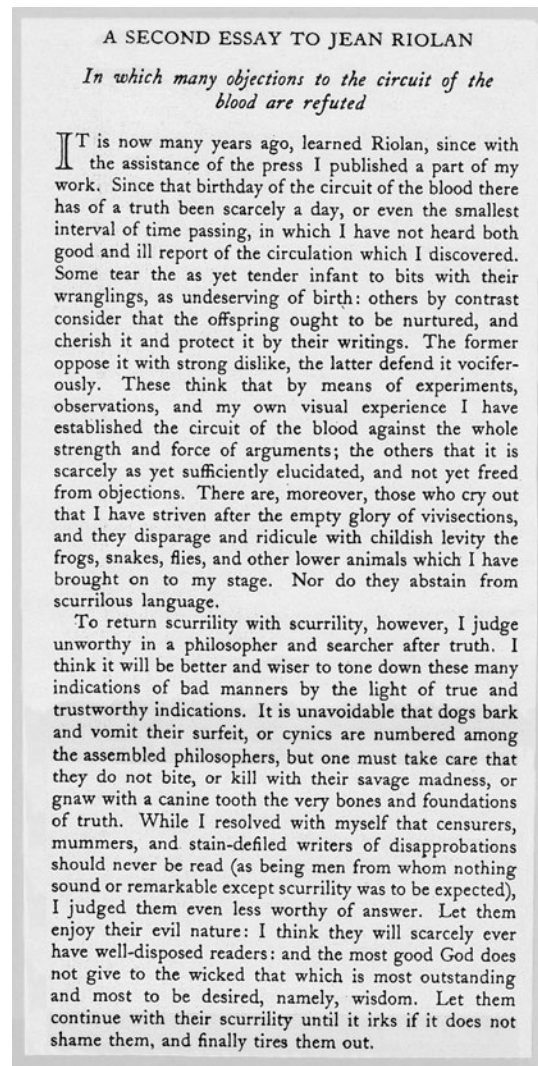 A SECOND ESSAY TO JEAN RIOLAN
In which many objections to the circuit of the
blood are refuted
IT is now many years ago, learned Riolan, since with
the assistance of the press I published a part of my
work. Since that birthday of the circuit of the blood there
has of a truth been scarcely a day, or even the smallest
interval of time passing, in which I have not heard both
good and ill report of the circulation which I discovered.
Some tear the as yet tender infant to bits with their
wranglings, as undeserving of birth: others by contrast
consider that the offspring ought to be nurtured, and
cherish it and protect it by their writings. The former
oppose it with strong dislike, the latter defend it vocifer-
ously. These think that by means of experiments,
observations, and my own visual experience I have
established the circuit of the blood against the whole
strength and force of arguments; the others that it is
scarcely as yet sufficiently elucidated, and not yet freed
from objections. There are, moreover, those who cry out
that I have striven after the empty glory of vivisections,
and they disparage and ridicule with childish levity the
frogs, snakes, flies, and other lower animals which I have
brought on to my stage. Nor do they abstain from
scurrilous language.
To return scurrility with scurrility, however, I judge
unworthy in a philosopher and searcher after truth. I
think it will be better and wiser to tone down these many
indications of bad manners by the light of true and
trustworthy indications. It is unavoidable that dogs bark
and vomit their surfeit, or cynics are numbered among
the assembled philosophers, but one must take care that
they do not bite, or kill with their savage madness, or
gnaw with a canine tooth the very bones and foundations
of truth. While I resolved with myself that censurers,
mummers, and stain-defiled writers of disapprobations
should never be read (as being men from whom nothing
sound or remarkable except scurrility was to be expected),
I judged them even less worthy of answer. Let them
enjoy their evil nature: I think they will scarcely ever
have well-disposed readers: and the most good God does
not give to the wicked that which is most outstanding
and most to be desired, namely, wisdom. Let them
continue with their scurrility until it irks if it does not
shame them, and finally tires them out.